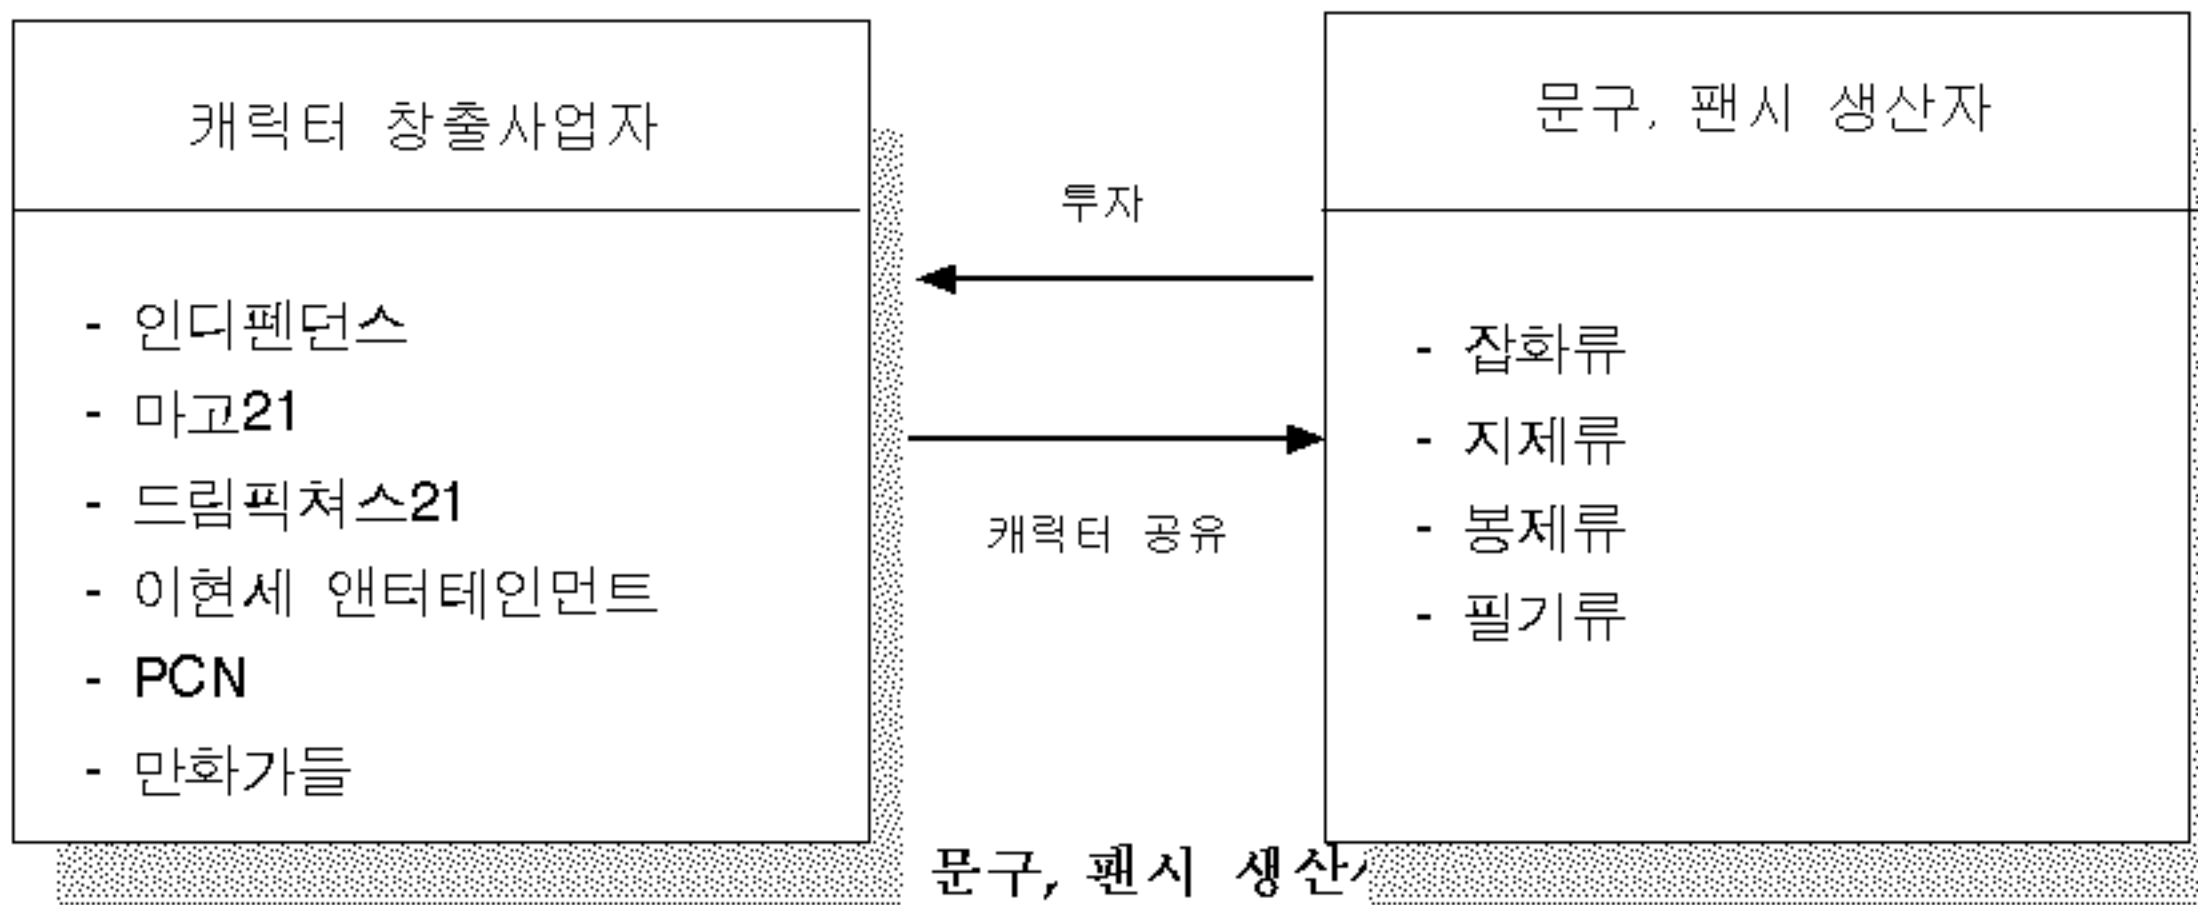 캐릭터 창출사업자
- 인디펜던스
- 마고21
- 드림픽쳐스21
- 이현세 앤터테인먼트
- PCN
- 만화가들
투자
캐릭터 공유
문구, 팬시 생산자
- 잡화류
- 지제류
- 봉제류
- 필기류
문구, 팬시 생산